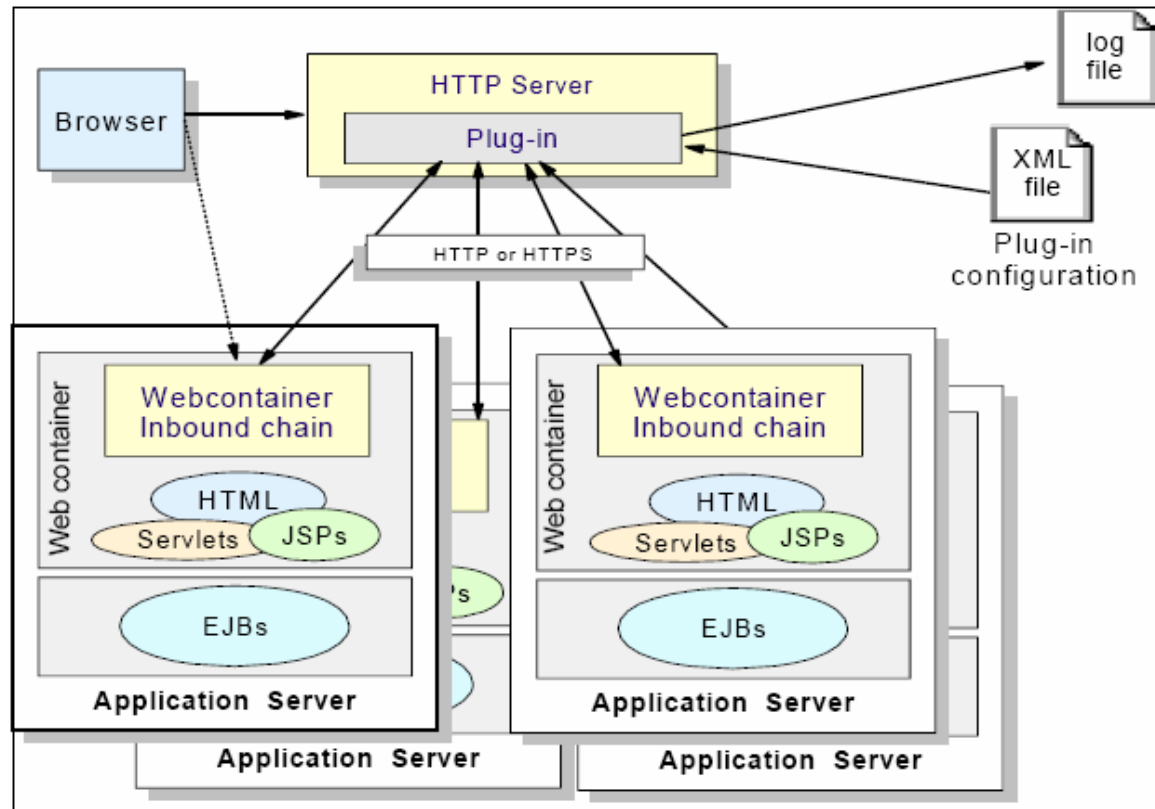 log
file
HTTP Server
Browser
Plug-in
XML
file
Plug-in
configuration
HTTP or HTTPS
Web container
Webcontainer
Inbound chain
HTML
Servlets
JSPs
EJBs
Application Server
Web container
Webcontainer
Inbound chain
HTML
Servlets
JSPs
EJBs
Application Server
Application Server
Application Server